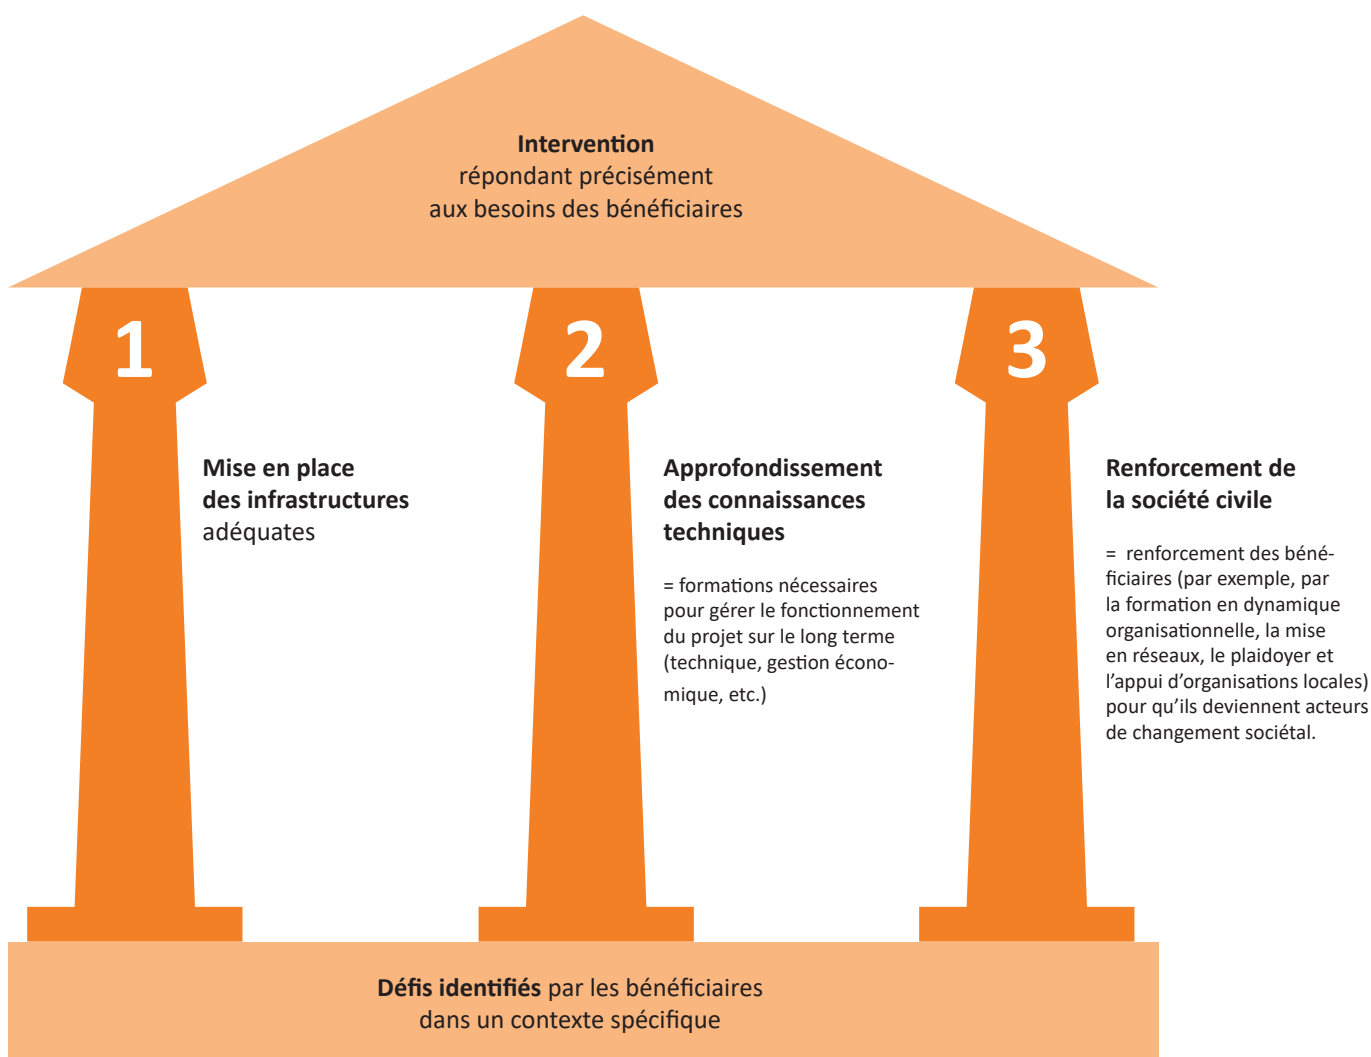 Intervention
répondant précisément
aux besoins des bénéficiaires
1
2
3
Mise en place
des infrastructures
adéquates
Approfondissement
des connaissances
techniques
= formations nécessaires
pour gérer le fonctionnement
du projet sur le long terme
(technique, gestion écono-
mique, etc.)
Renforcement de
la société civile
= renforcement des béné-
ficiaires (par exemple, par
la formation en dynamique
organisationnelle, la mise
en réseaux, le plaidoyer et
l’appui d’organisations locales)
pour qu’ils deviennent acteurs
de changement sociétal.
Défis identifiés par les bénéficiaires
dans un contexte spécifique